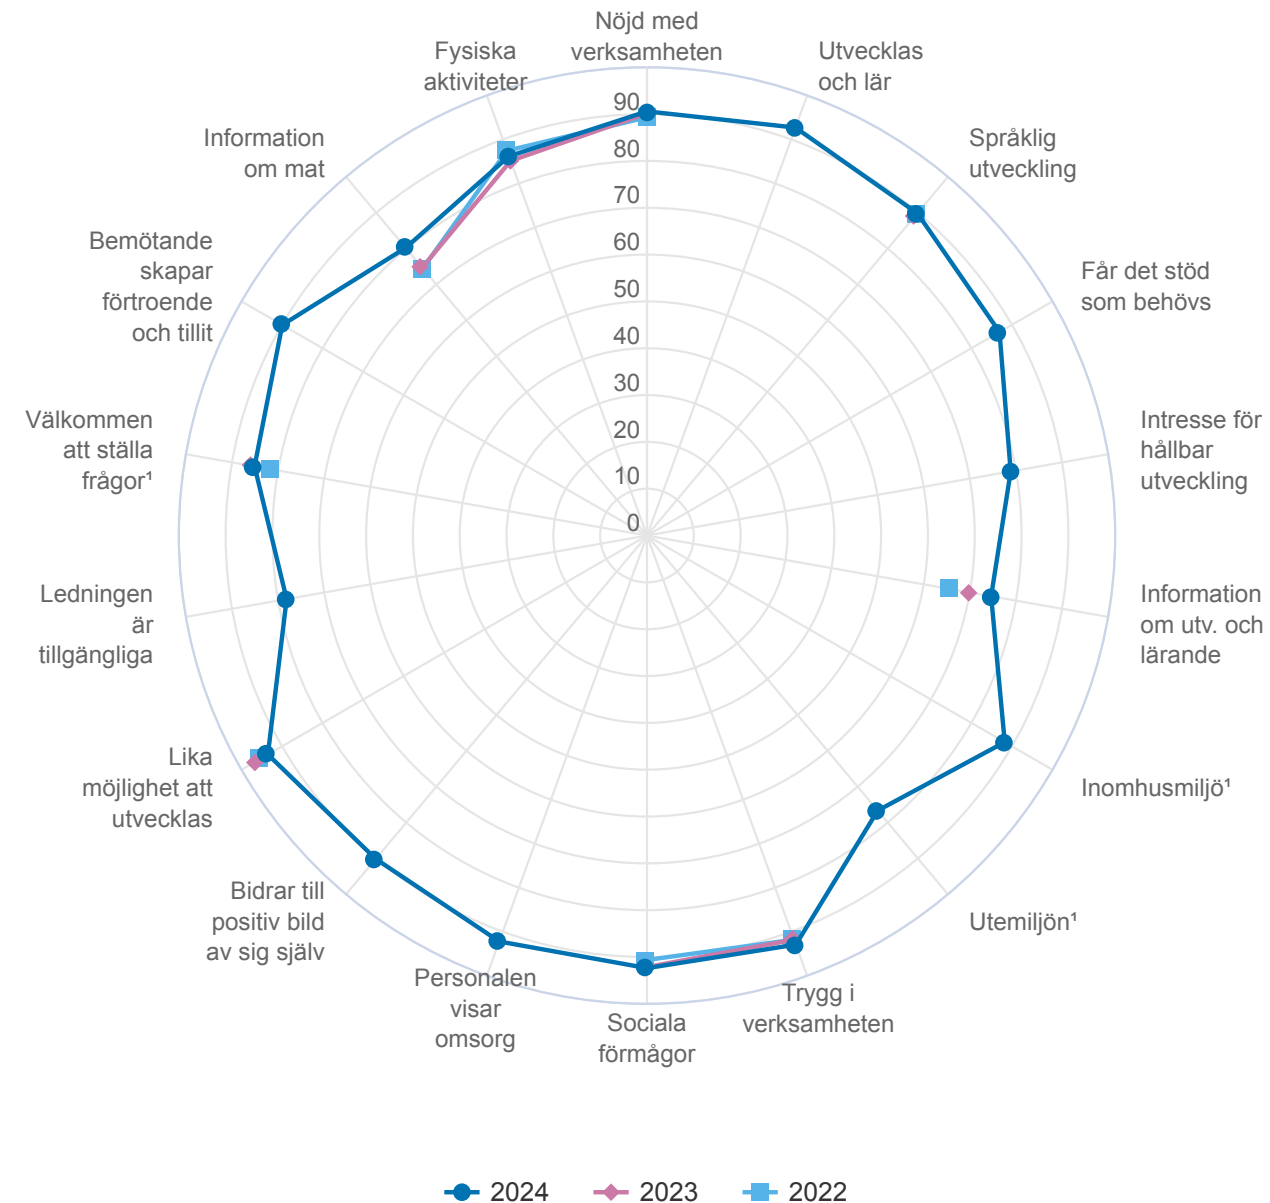 Nöjd med
verksamheten
Utvecklas
och lär
Språklig
utveckling
Får det stöd
som behövs
Intresse för
hållbar
utveckling
Information
om utv. och
lärande
Inomhusmiljö¹
Utemiljön¹
Trygg i
verksamheten
Sociala
förmågor
Personalen
visar
omsorg
Bidrar till
positiv bild
av sig själv
Lika
möjlighet att
utvecklas
Ledningen
är
tillgängliga
Välkommen
att ställa
frågor¹
Bemötande
skapar
förtroende
och tillit
Information
om mat
Fysiska
aktiviteter
90
80
70
60
50
40
30
20
10
0
2024
2023
2022